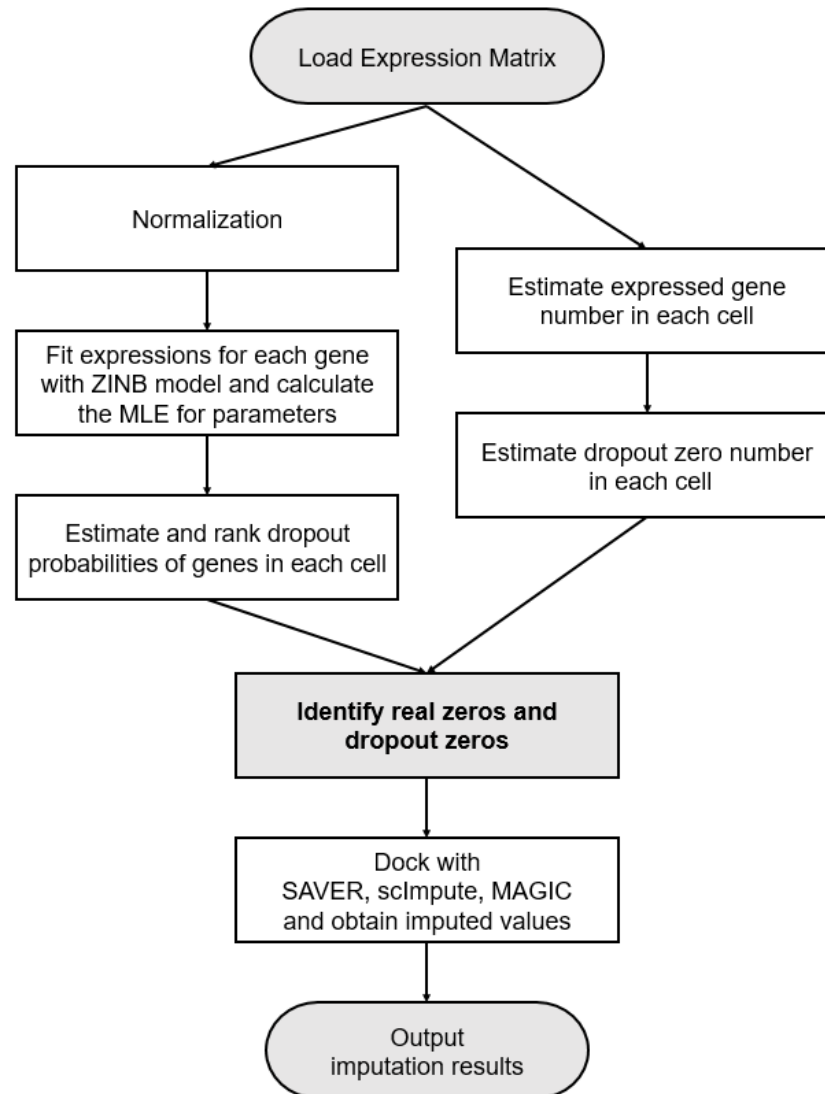 Load Expression Matrix
Normalization
Fit expressions for each gene
with ZINB model and calculate
the MLE for parameters
Estimate and rank dropout
probabilities of genes in each cell
Estimate expressed gene
number in each cell
Estimate dropout zero number
in each cell
Identify real zeros and
dropout zeros
Dock with
SAVER, scImpute, MAGIC
and obtain imputed values
Output
imputation results